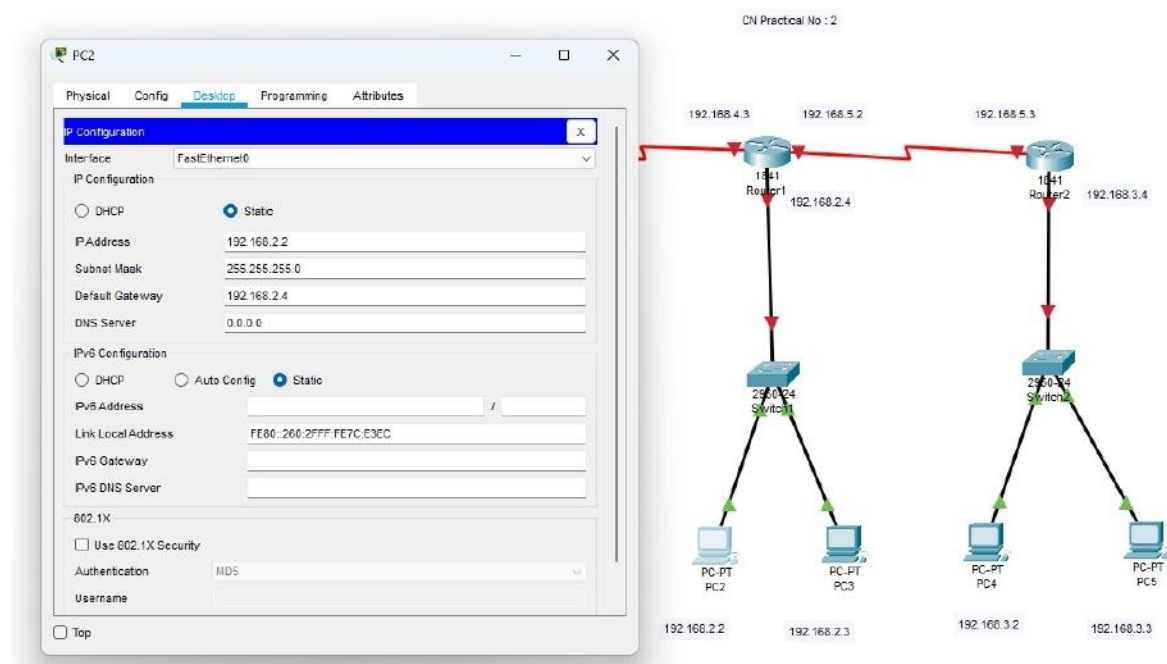 CN Practical No : 2
PC2
Physical Config Desktop Programming Attributes
IP Configuration
X
Interface FastEthernet0
IP Configuration
DHCP Static
IP Address 192.168.2.2
Subnet Mask 255.255.255.0
Default Gateway 192.168.2.4
DNS Server 0.0.0.0
IPv6 Configuration
DHCP Auto Config Static
IPv6 Address /
Link Local Address FE80::260:2FFF:FE7C:E3EC
IPv6 Gateway
IPv6 DNS Server
802.1X
Use 802.1X Security
Authentication MD5
Username
Top
192.168.4.3 192.168.5.2 192.168.5.3
1841
Router1
192.168.2.4
1841
Router2
192.168.3.4
2950-24
Switch1
2950-24
Switch2
PC-PT
PC2
PC-PT
PC3
PC-PT
PC4
PC-PT
PC5
192.168.2.2
192.168.2.3
192.168.3.2
192.168.3.3